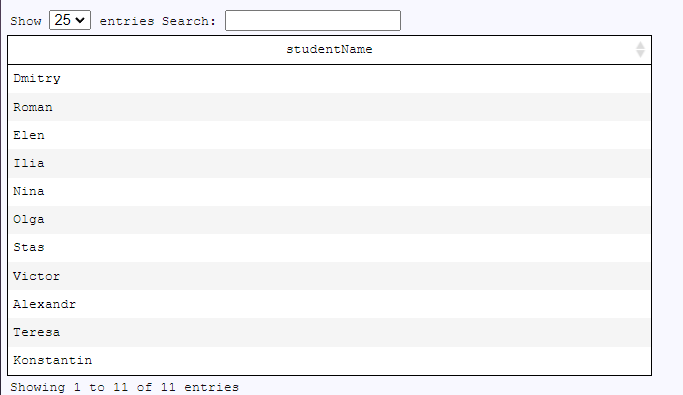 Show 25 entries Search:
studentName
Dmitry
Roman
Elen
Ilia
Nina
Olga
Stas
Victor
Alexandr
Teresa
Konstantin
Showing 1 to 11 of 11 entries